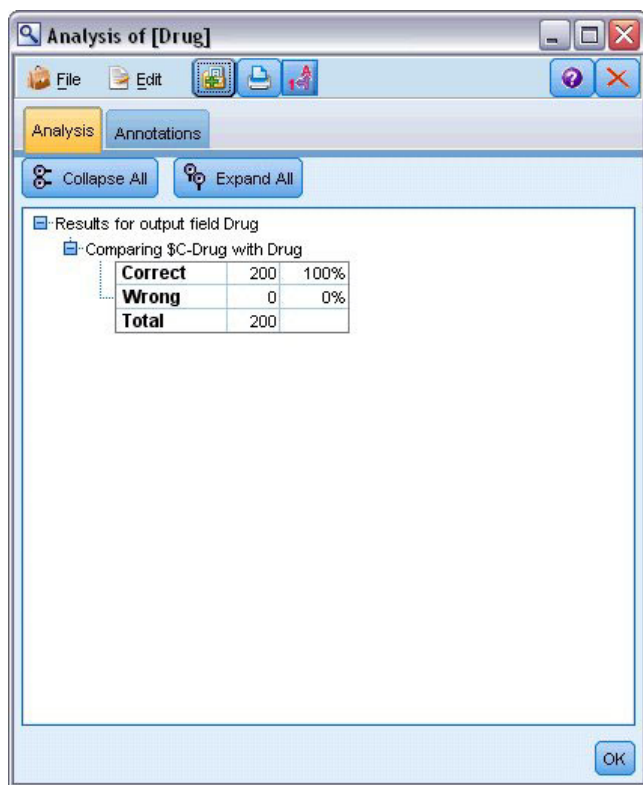 Analysis of [Drug]
File Edit
Analysis Annotations
Collapse All Expand All
Results for output field Drug
Comparing $C-Drug with Drug
Correct 200 100%
Wrong 0 0%
Total 200
OK